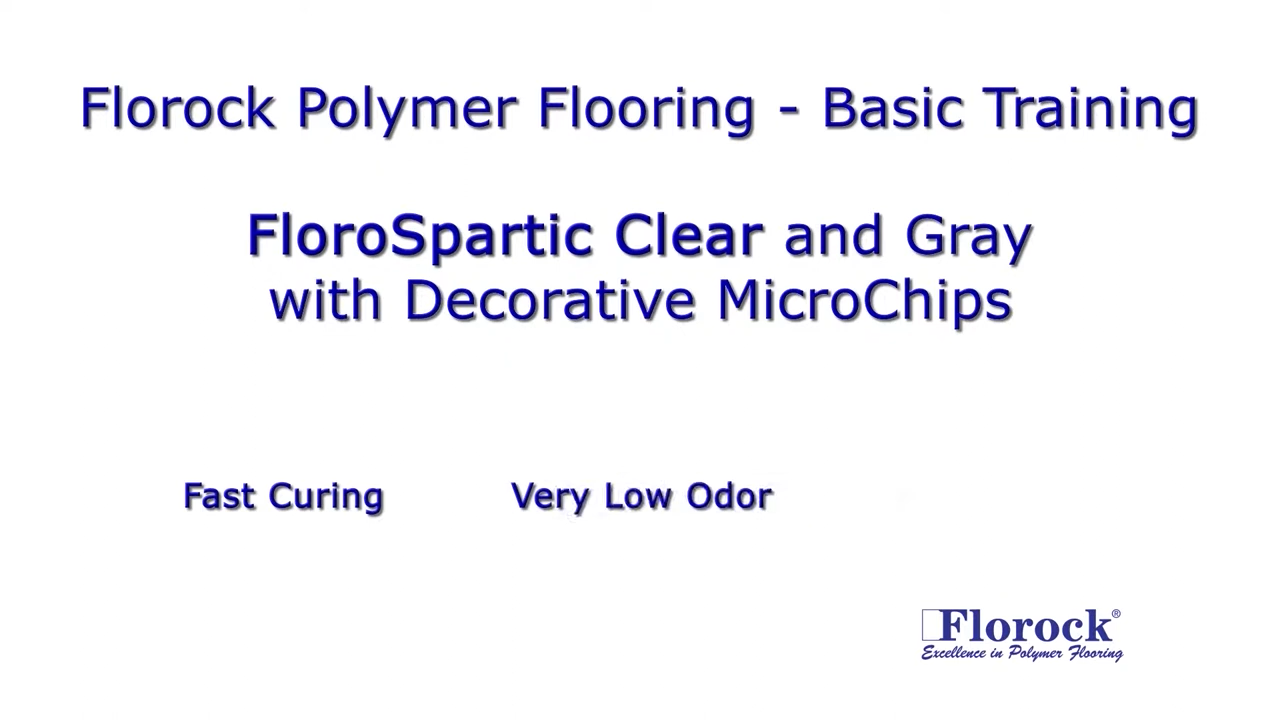 Florock Polymer Flooring - Basic Training
FloroSpartic Clear and Gray
with Decorative MicroChips
Fast Curing Very Low Odor
Florock®
Excellence in Polymer Flooring